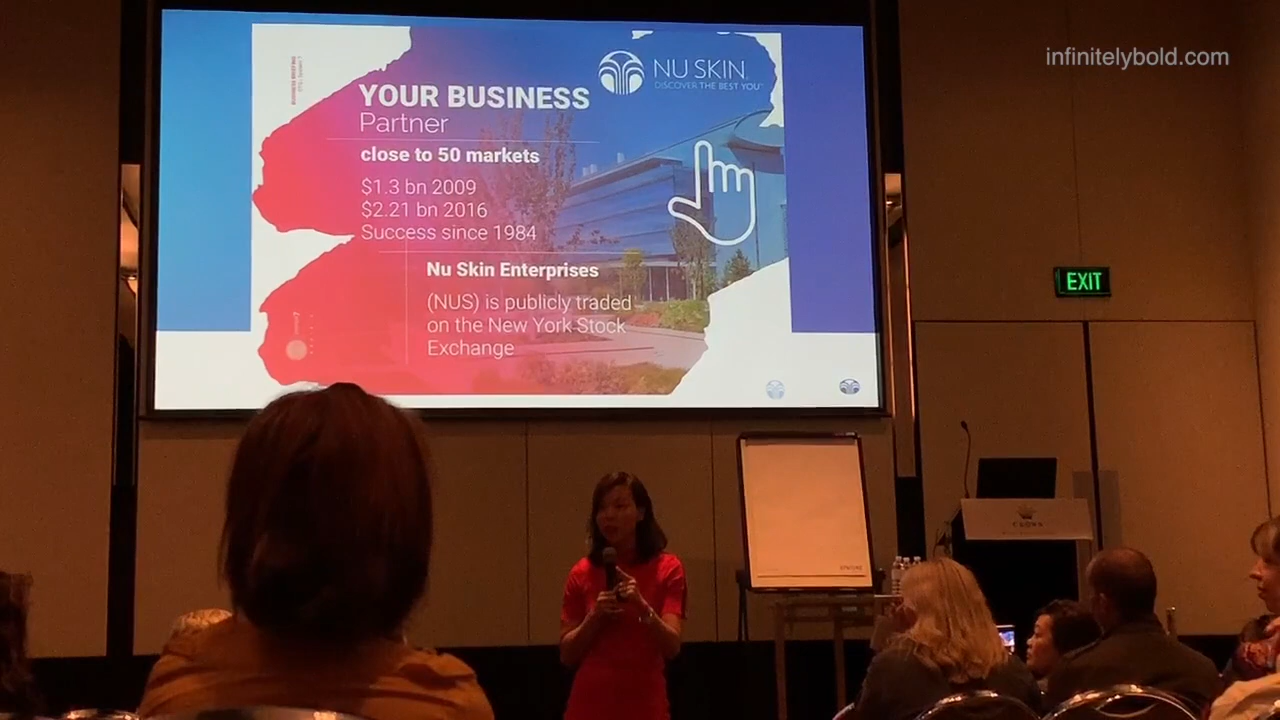 infinitelybold.com
NU SKIN
DISCOVER THE BEST YOU
YOUR BUSINESS
Partner
close to 50 markets
$1.3 bn 2009
$2.21 bn 2016
Success since 1984
Nu Skin Enterprises
(NUS) is publicly traded
on the New York Stock
Exchange
EXIT
CROWN